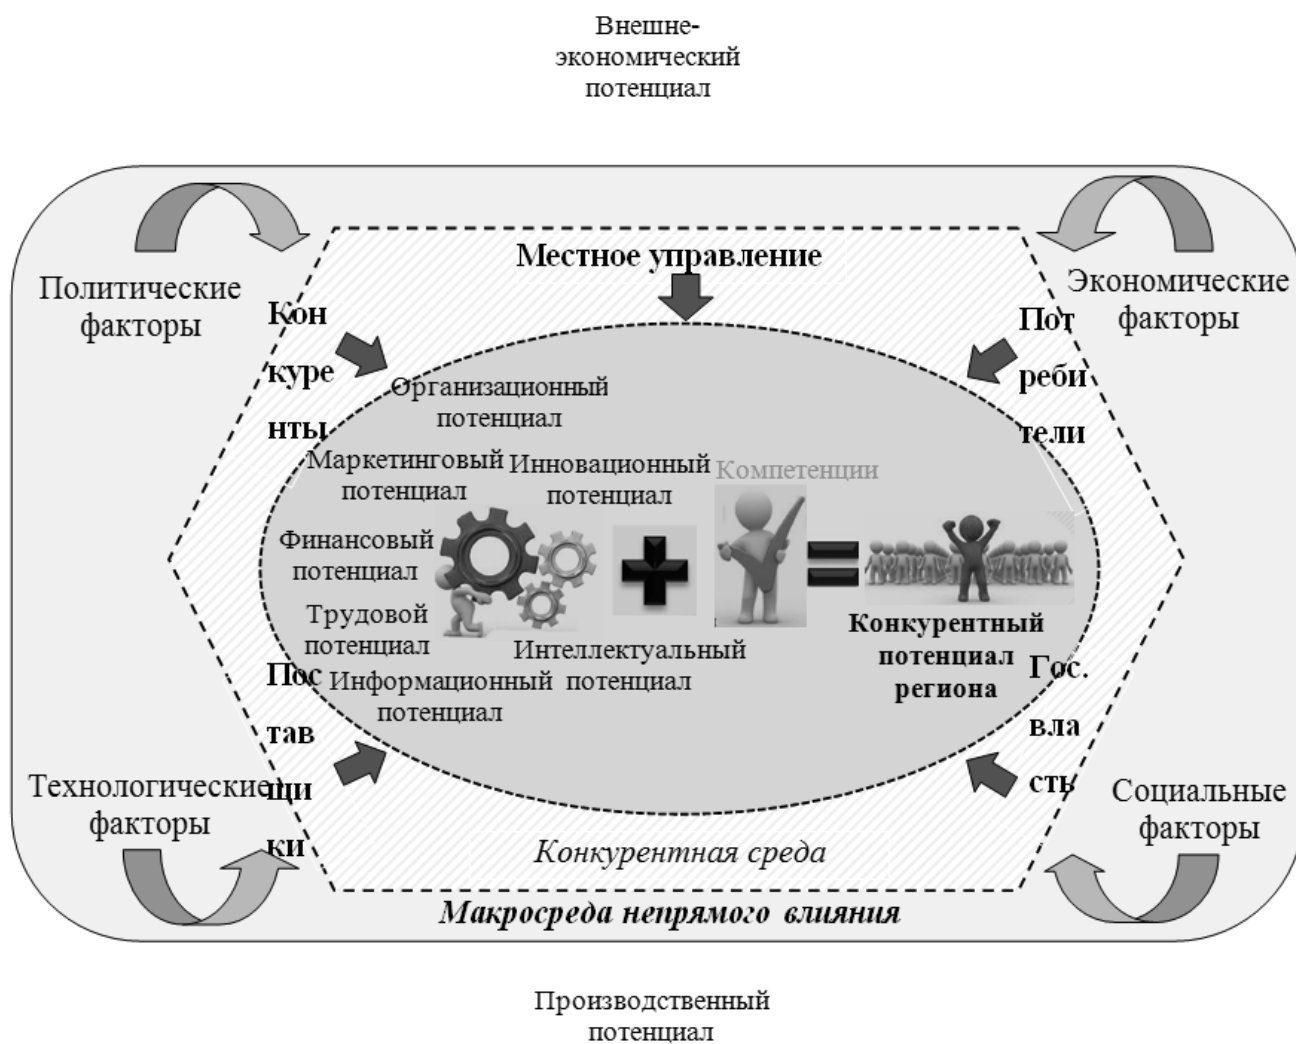 Внешне-
экономический
потенциал
Местное управление
Политические
факторы
Экономические
факторы
Кон
куре
нты
Пот
реби
тели
Организационный
потенциал
Маркетинговый
потенциал
Инновационный
потенциал
Компетенции
Финансовый
потенциал
Трудовой
потенциал
Интеллектуальный
потенциал
Информационный
потенциал
Конкурентный
потенциал
региона
Пос
тав
щи
ки
Гос.
вла
сть
Технологические
факторы
Социальные
факторы
Конкурентная среда
Макросреда непрямого влияния
Производственный
потенциал